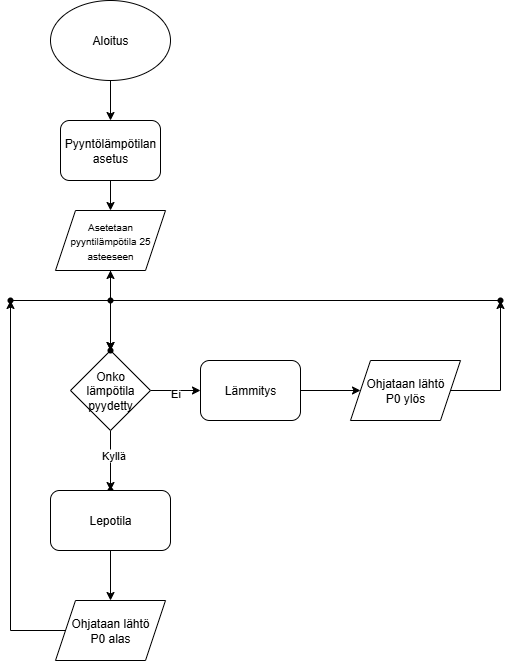 Aloitus
Pyyntölämpötilan
asetus
Asetetaan
pyyntilämpötila 25
asteeseen
Onko
lämpötila
pyydetty
Ei
Lämmitys
Ohjataan lähtö
P0 ylös
Kyllä
Lepotila
Ohjataan lähtö
P0 alas